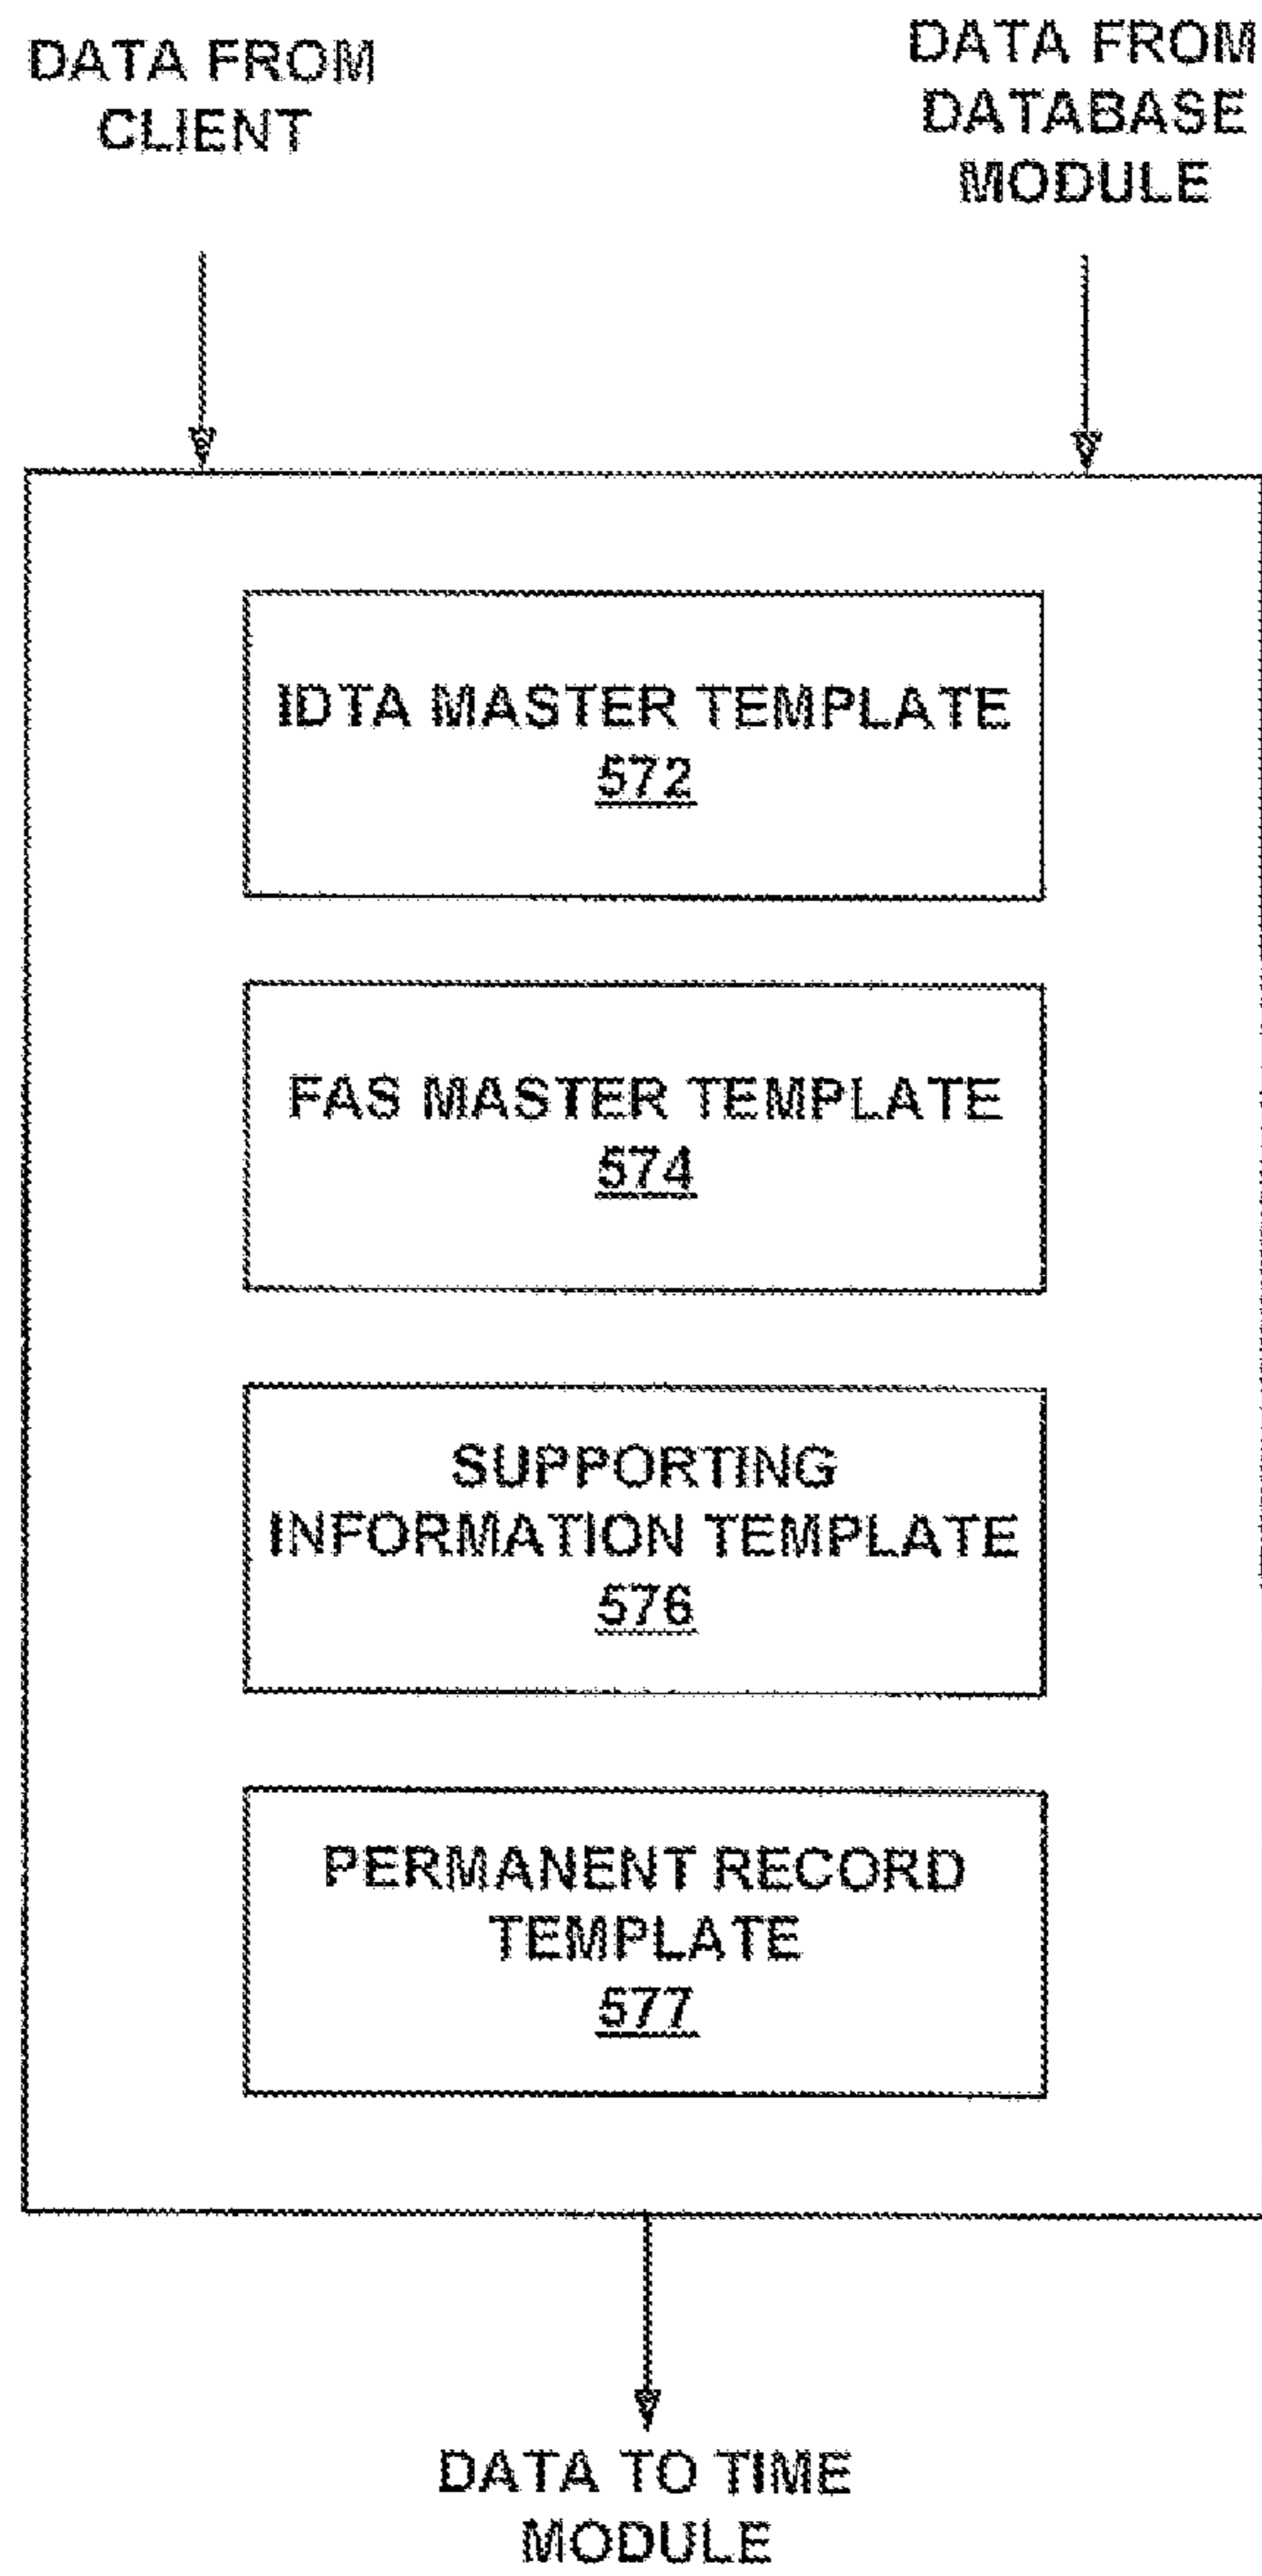 DATA FROM
CLIENT
DATA FROM
DATABASE
MODULE
IDTA MASTER TEMPLATE
572
FAS MASTER TEMPLATE
574
SUPPORTING
INFORMATION TEMPLATE
576
PERMANENT RECORD
TEMPLATE
577
DATA TO TIME
MODULE